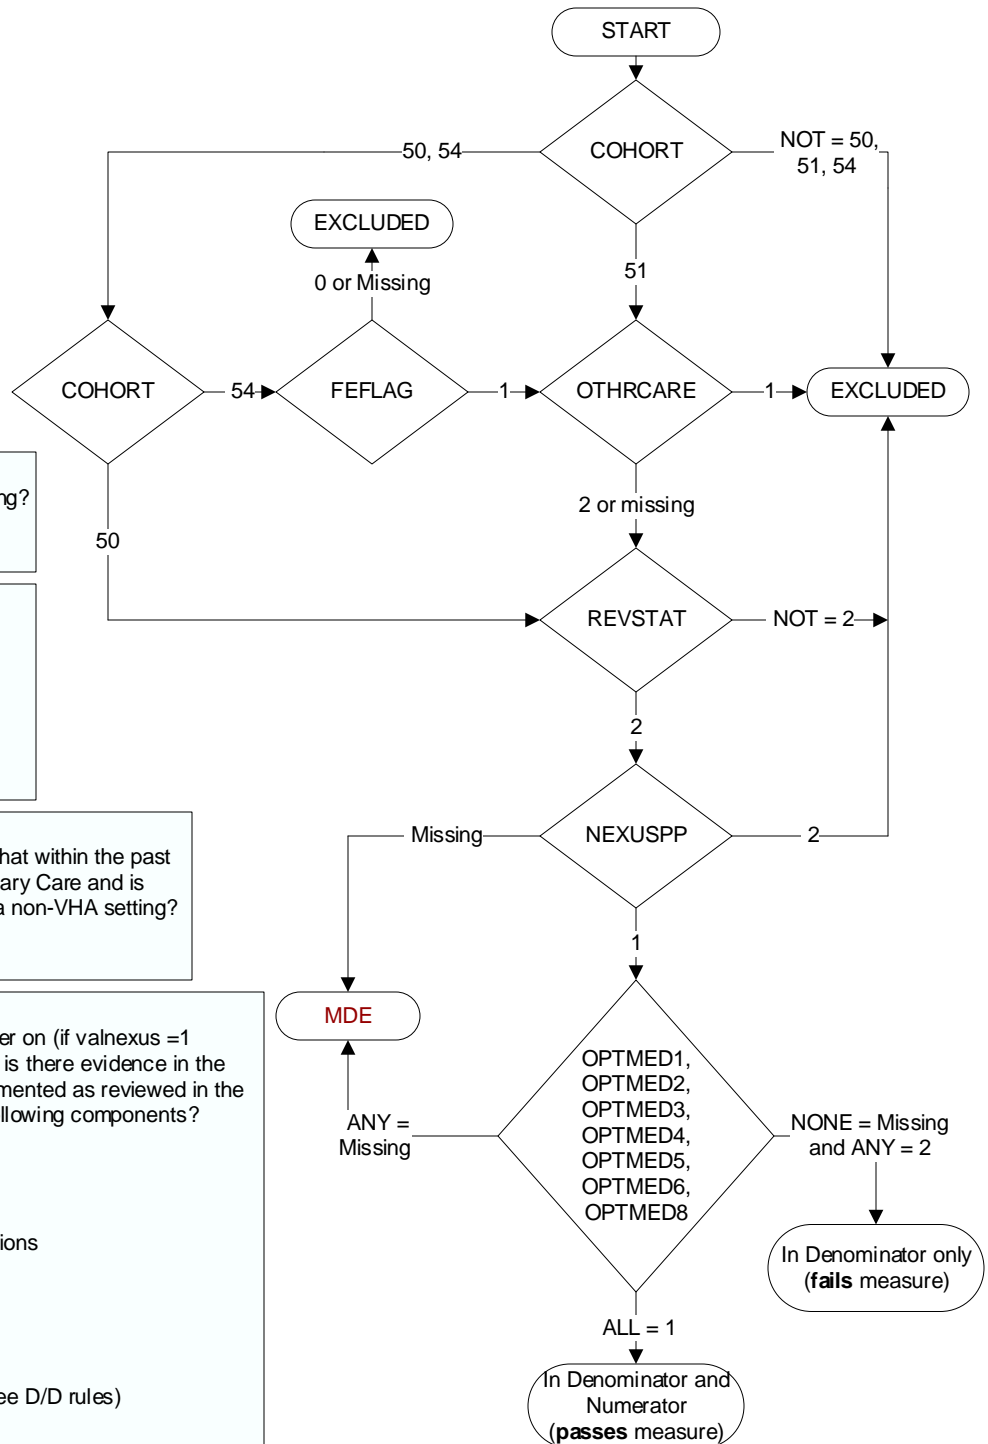 START
COHORT
50, 54
NOT = 50,
51, 54
EXCLUDED
0 or Missing
51
COHORT
54
FEFLAG
1
OTHRCARE
1
EXCLUDED
2 or missing
50
REVSTAT
NOT = 2
2
Missing
NEXUSPP
2
hat within the past
ary Care and is
a non-VHA setting?
1
MDE
er on (if valnexus =1
is there evidence in the
mented as reviewed in the
llowing components?
ions
ee D/D rules)
ANY =
Missing
OPTMED1,
OPTMED2,
OPTMED3,
OPTMED4,
OPTMED5,
OPTMED6,
OPTMED8
NONE = Missing
and ANY = 2
In Denominator only
(fails measure)
ALL = 1
In Denominator and
Numerator
(passes measure)
ng?